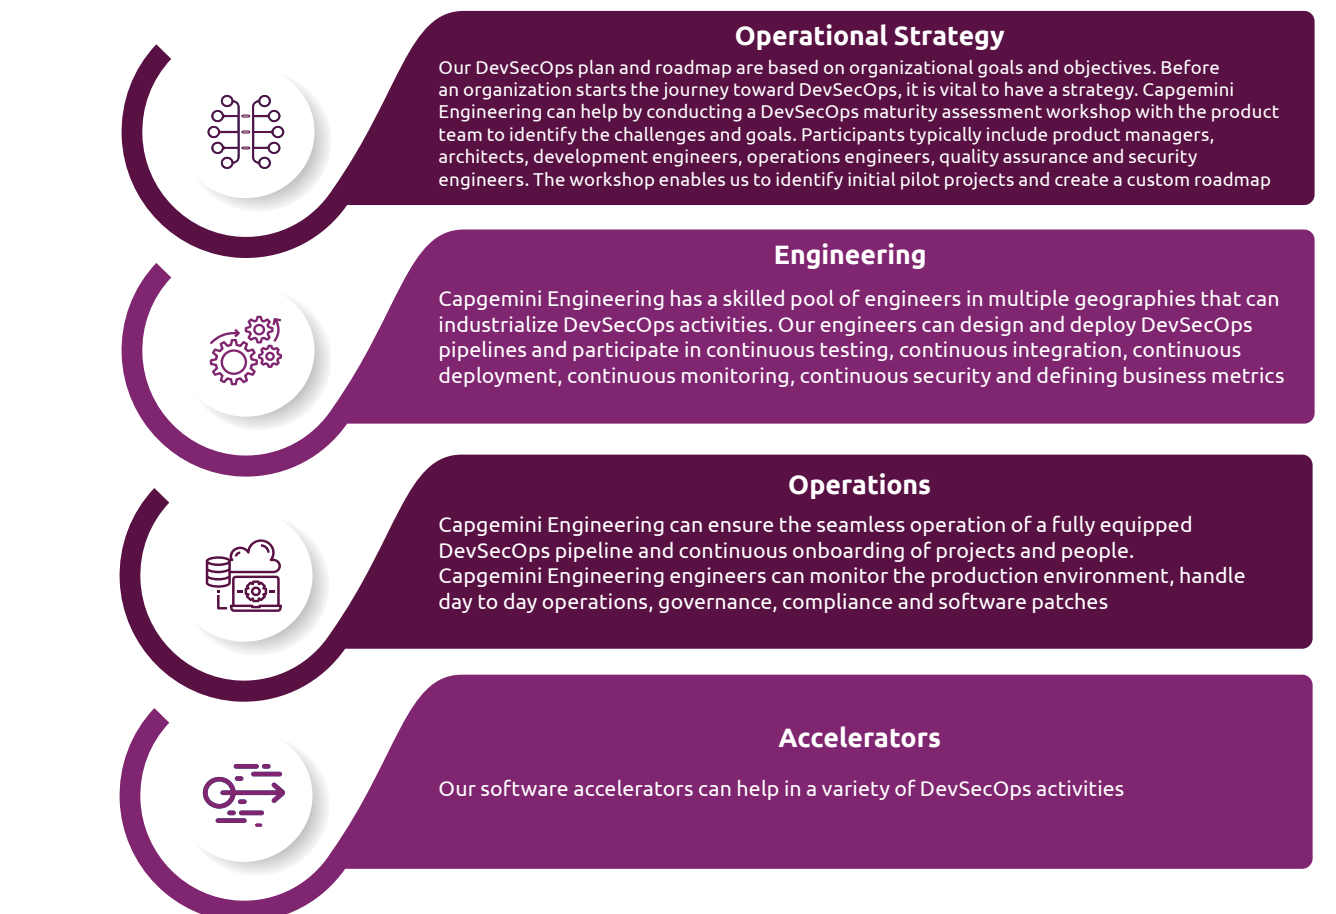 Operational Strategy
Our DevSecOps plan and roadmap are based on organizational goals and objectives. Before
an organization starts the journey toward DevSecOps, it is vital to have a strategy. Capgemini
Engineering can help by conducting a DevSecOps maturity assessment workshop with the product
team to identify the challenges and goals. Participants typically include product managers,
architects, development engineers, operations engineers, quality assurance and security
engineers. The workshop enables us to identify initial pilot projects and create a custom roadmap
Engineering
Capgemini Engineering has a skilled pool of engineers in multiple geographies that can
industrialize DevSecOps activities. Our engineers can design and deploy DevSecOps
pipelines and participate in continuous testing, continuous integration, continuous
deployment, continuous monitoring, continuous security and defining business metrics
Operations
Capgemini Engineering can ensure the seamless operation of a fully equipped
DevSecOps pipeline and continuous onboarding of projects and people.
Capgemini Engineering engineers can monitor the production environment, handle
day to day operations, governance, compliance and software patches
Accelerators
Our software accelerators can help in a variety of DevSecOps activities